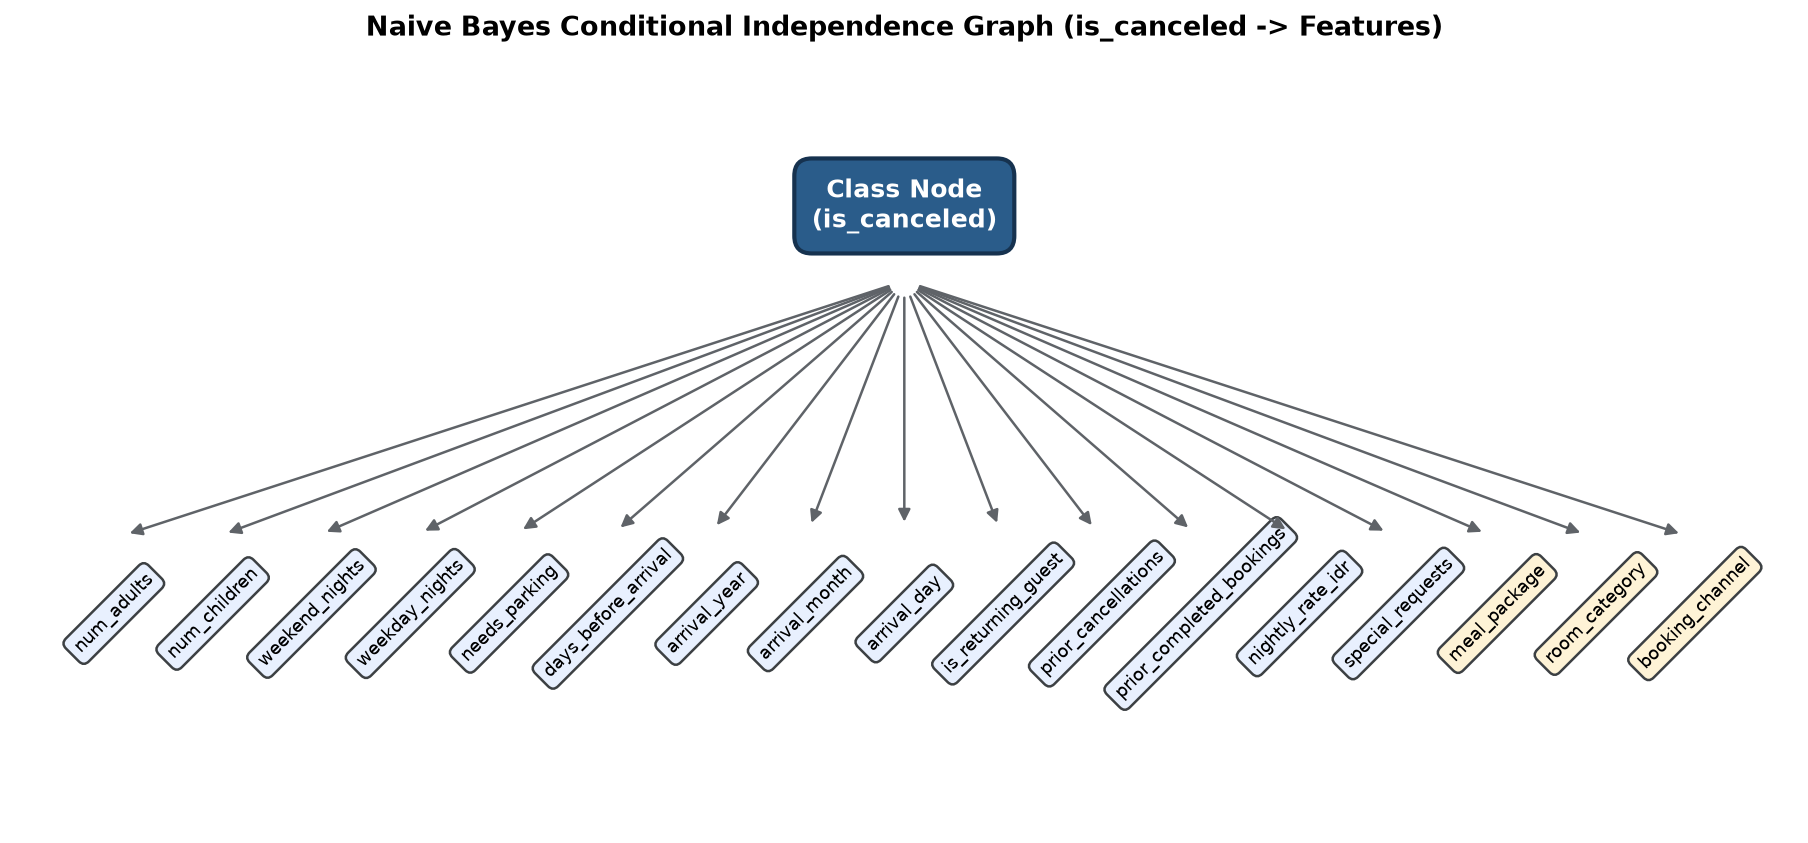 Naive Bayes Conditional Independence Graph (is_canceled -> Features)
Class Node
(is_canceled)
num_adults
num_children
weekend_nights
weekday_nights
needs_parking
days_before_arrival
arrival_year
arrival_month
arrival_day
is_returning_guest
prior_cancellations
prior_completed_bookings
nightly_rate_idr
special_requests
meal_package
room_category
booking_channel